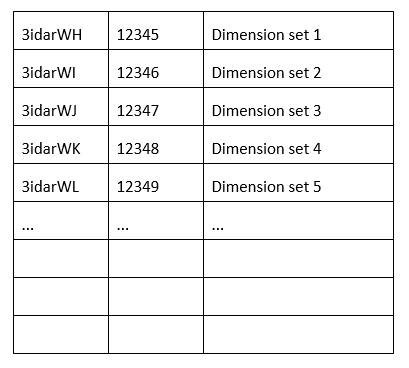 3idarWH 12345 Dimension set 1
3idarWI 12346 Dimension set 2
3idarWJ 12347 Dimension set 3
3idarWK 12348 Dimension set 4
3idarWL 12349 Dimension set 5
... ... ...